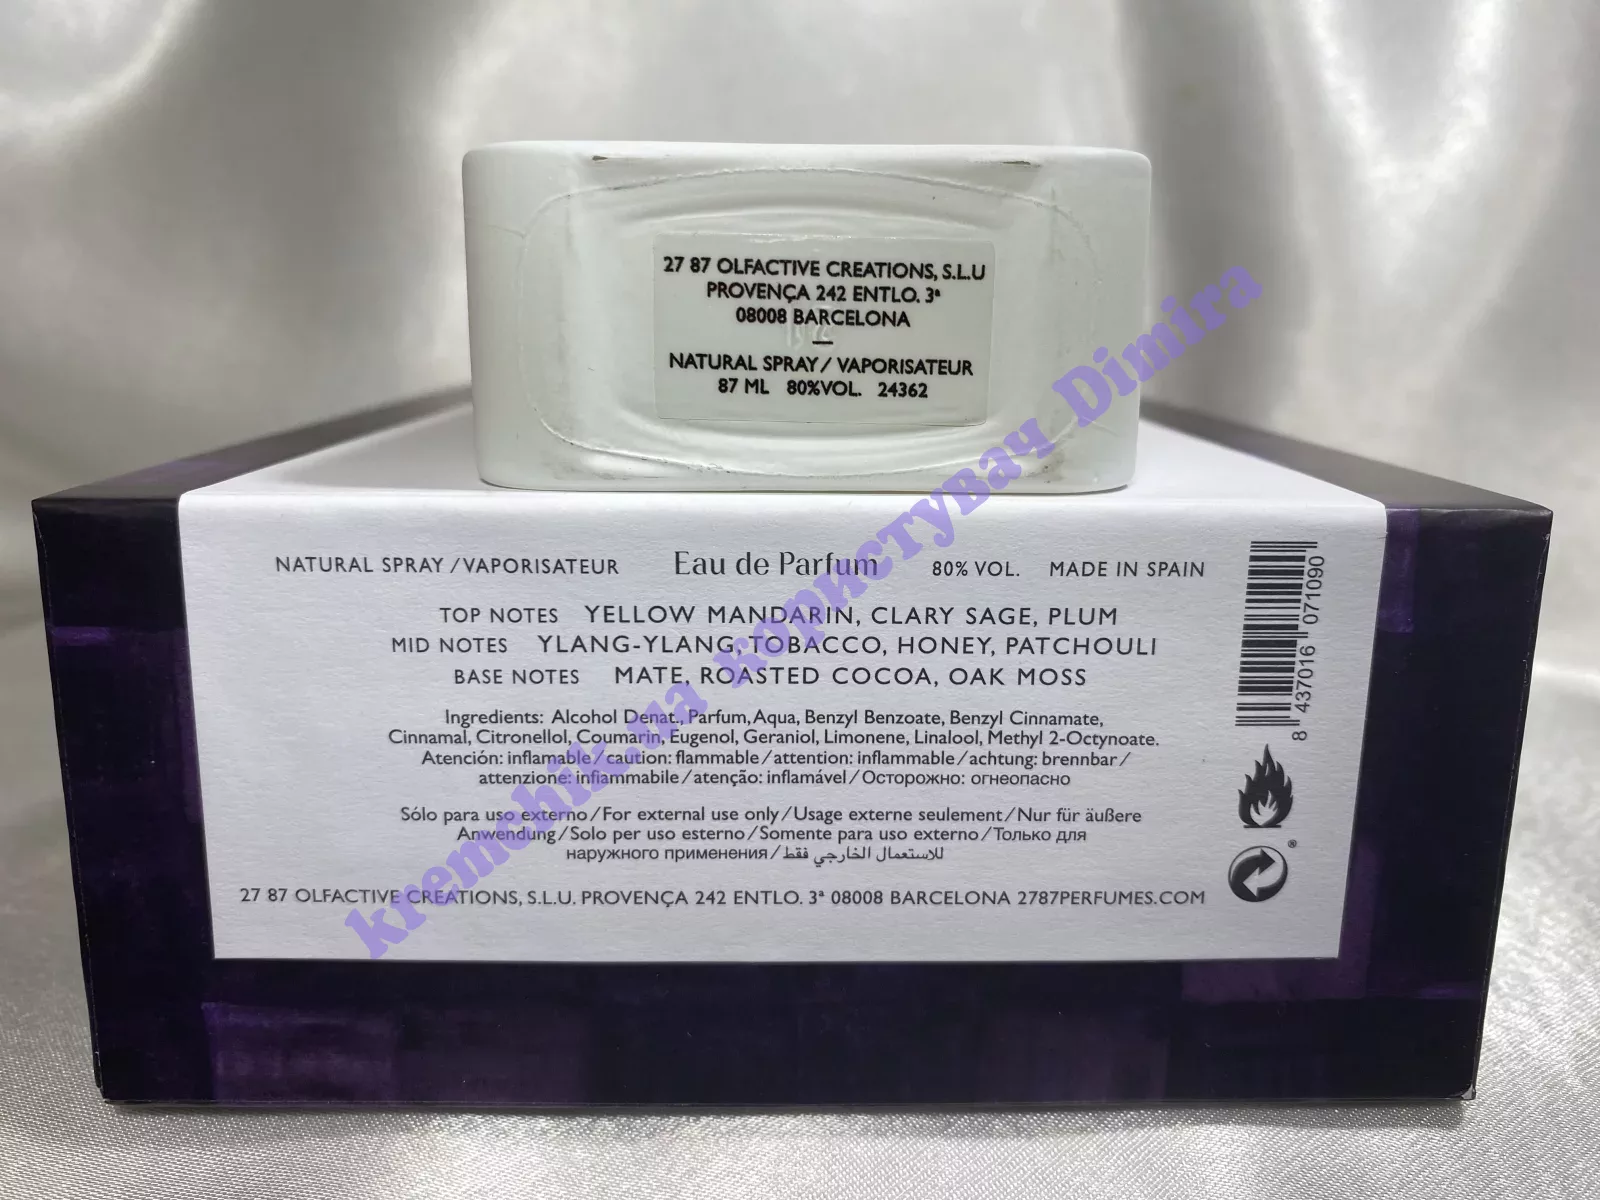 27 87 OLFACTIVE CREATIONS, S.L.U
PROVENÇA 242 ENTLO. 3ª
08008 BARCELONA
—
NATURAL SPRAY / VAPORISATEUR
87 ML 80%VOL. 24362
NATURAL SPRAY / VAPORISATEUR Eau de Parfum 80% VOL. MADE IN SPAIN
TOP NOTES YELLOW MANDARIN, CLARY SAGE, PLUM
MID NOTES YLANG-YLANG, TOBACCO, HONEY, PATCHOULI
BASE NOTES MATE, ROASTED COCOA, OAK MOSS
Ingredients: Alcohol Denat., Parfum, Aqua, Benzyl Benzoate, Benzyl Cinnamate,
Cinnamal, Citronellol, Coumarin, Eugenol, Geraniol, Limonene, Linalool, Methyl 2-Octynoate.
Atención: inflamable / caution: flammable / attention: inflammable / achtung: brennbar /
attenzione: infiammabile / atenção: inflamável / Осторожно: огнеопасно
Sólo para uso externo / For external use only / Usage externe seulement / Nur für äußere
Anwendung / Solo per uso esterno / Somente para uso externo / Только для
наружного применения / للاستعمال الخارجي فقط
27 87 OLFACTIVE CREATIONS, S.L.U. PROVENÇA 242 ENTLO. 3ª 08008 BARCELONA 2787PERFUMES.COM
8 437016 071090
®
kremchik.ua користувач Dimira